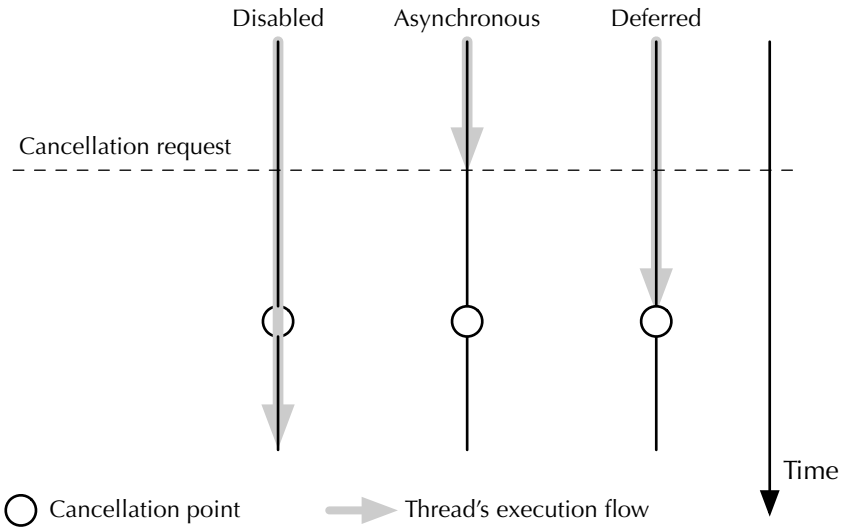 Disabled
Asynchronous
Deferred
Cancellation request
Time
Cancellation point
Thread's execution flow